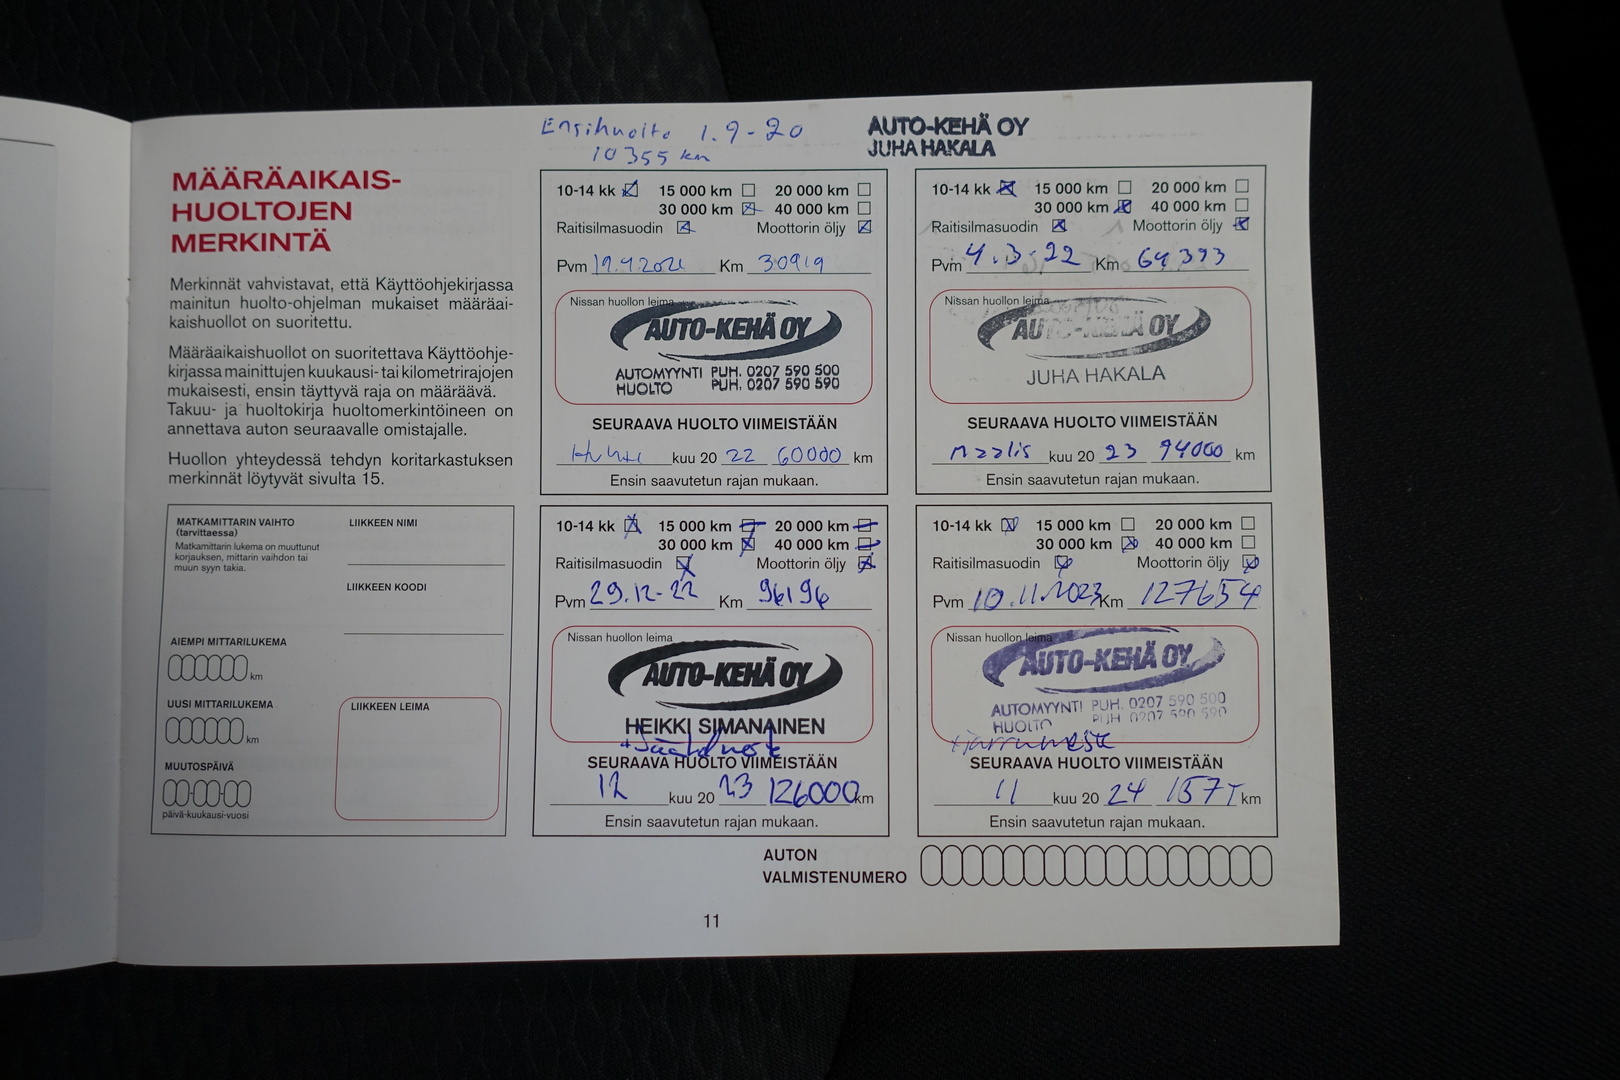 Ensihuolto 1.9-20
10355 km
AUTO-KEHÄ OY
JUHA HAKALA
MÄÄRÄAIKAIS-
HUOLTOJEN
MERKINTÄ
Merkinnät vahvistavat, että Käyttöohjekirjassa
mainitun huolto-ohjelman mukaiset määräai-
kaishuollot on suoritettu.
Määräaikaishuollot on suoritettava Käyttöohje-
kirjassa mainittujen kuukausi- tai kilometrirajojen
mukaisesti, ensin täyttyvä raja on määräävä.
Takuu- ja huoltokirja huoltomerkintöineen on
annettava auton seuraavalle omistajalle.
Huollon yhteydessä tehdyn koritarkastuksen
merkinnät löytyvät sivulta 15.
MATKAMITTARIN VAIHTO
(tarvittaessa)
Matkamittarin lukema on muuttunut
korjauksen, mittarin vaihdon tai
muun syyn takia.
LIIKKEEN NIMI
LIIKKEEN KOODI
AIEMPI MITTARILUKEMA
km
UUSI MITTARILUKEMA
km
MUUTOSPÄIVÄ
päivä-kuukausi-vuosi
LIIKKEEN LEIMA
10-14 kk 15 000 km 20 000 km
30 000 km 40 000 km
Raitisilmasuodin Moottorin öljy
Pvm 19.4.2021 Km 30919
Nissan huollon leima
AUTO-KEHÄ OY
AUTOMYYNTI PUH. 0207 590 500
HUOLTO PUH. 0207 590 590
SEURAAVA HUOLTO VIIMEISTÄÄN
kuu 20 22 60000 km
Ensin saavutetun rajan mukaan.
10-14 kk 15 000 km 20 000 km
30 000 km 40 000 km
Raitisilmasuodin Moottorin öljy
Pvm 4.3-22 Km 64393
Nissan huollon leima
AUTO-KEHÄ OY
JUHA HAKALA
SEURAAVA HUOLTO VIIMEISTÄÄN
Maalis kuu 20 23 94000 km
Ensin saavutetun rajan mukaan.
10-14 kk 15 000 km 20 000 km
30 000 km 40 000 km
Raitisilmasuodin Moottorin öljy
Pvm 29.12-22 Km 96196
Nissan huollon leima
AUTO-KEHÄ OY
HEIKKI SIMANAINEN
+Jäähdneste
SEURAAVA HUOLTO VIIMEISTÄÄN
12 kuu 20 23 126000 km
Ensin saavutetun rajan mukaan.
10-14 kk 15 000 km 20 000 km
30 000 km 40 000 km
Raitisilmasuodin Moottorin öljy
Pvm 10.11.2023 Km 127654
Nissan huollon leima
AUTO-KEHÄ OY
AUTOMYYNTI PUH. 0207 590 500
HUOLTO PUH 0207 590 590
+Jarruneste
SEURAAVA HUOLTO VIIMEISTÄÄN
11 kuu 20 24 157T km
Ensin saavutetun rajan mukaan.
AUTON
VALMISTENUMERO
11